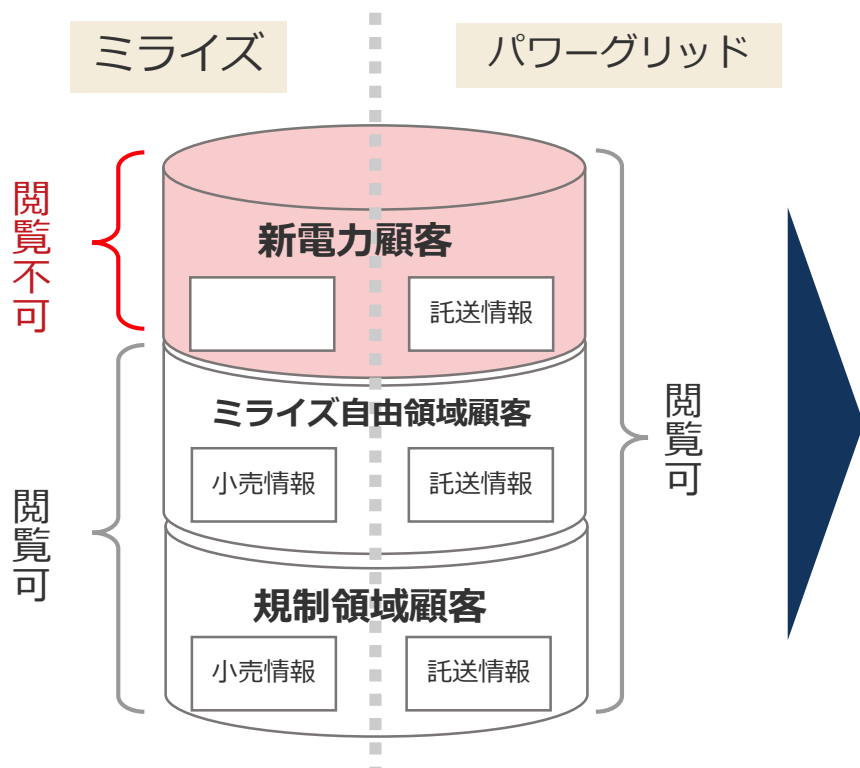 ミライズ
パワーグリッド
閲覧不可
新電力顧客
託送情報
ミライズ自由領域顧客
小売情報
託送情報
閲覧可
閲覧可
規制領域顧客
小売情報
託送情報